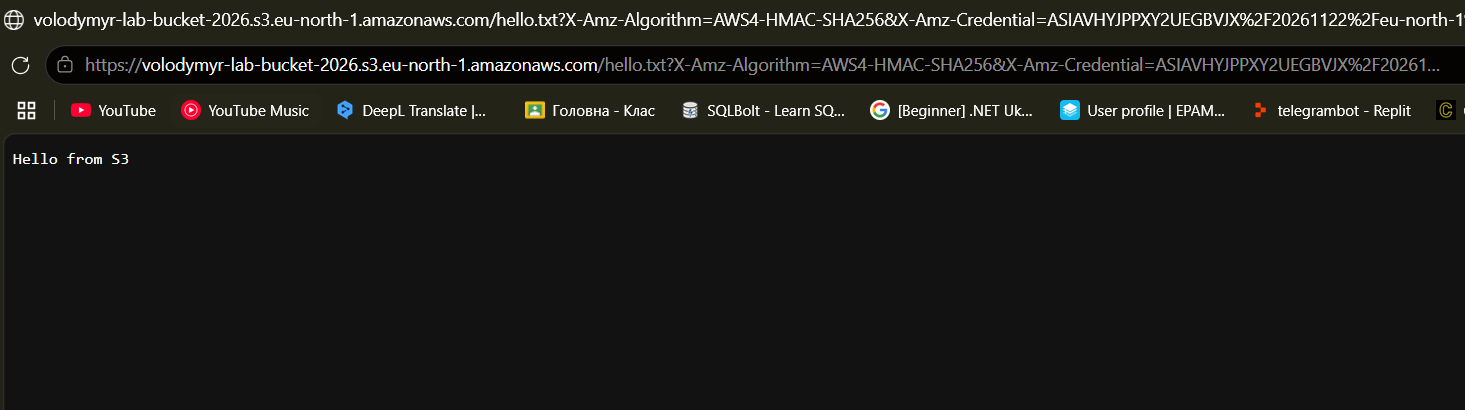 volodymyr-lab-bucket-2026.s3.eu-north-1.amazonaws.com/hello.txt?X-Amz-Algorithm=AWS4-HMAC-SHA256&X-Amz-Credential=ASIAVHYJPPXY2UEGBVJX%2F20261122%2Feu-north-1
https://volodymyr-lab-bucket-2026.s3.eu-north-1.amazonaws.com/hello.txt?X-Amz-Algorithm=AWS4-HMAC-SHA256&X-Amz-Credential=ASIAVHYJPPXY2UEGBVJX%2F20261...
YouTube YouTube Music DeepL Translate |... Головна - Клас SQLBolt - Learn SQ... [Beginner] .NET Uk... User profile | EPAM... telegrambot - Replit
Hello from S3